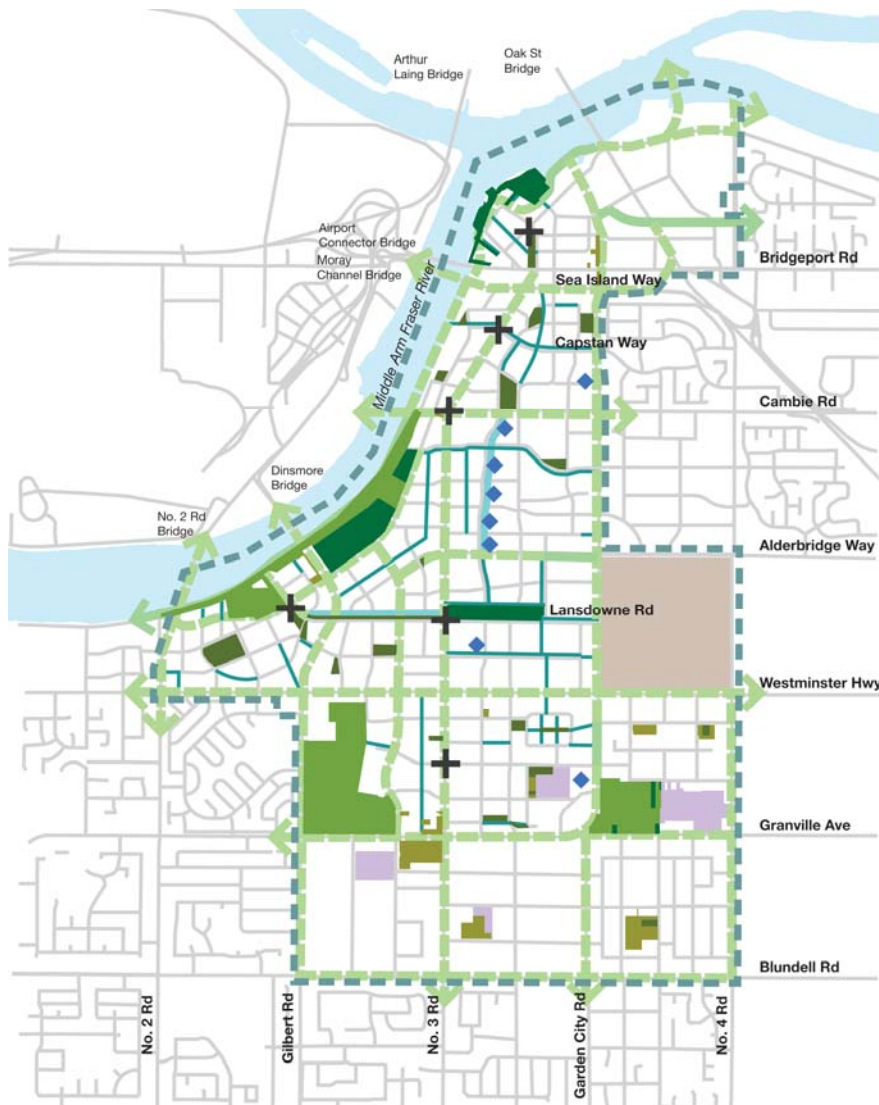 Arthur
Laing Bridge
Oak St
Bridge
Airport
Connector Bridge
Moray
Channel Bridge
Bridgeport Rd
Sea Island Way
Middle Arm Fraser River
Capstan Way
Cambie Rd
Dinsmore
Bridge
No. 2 Rd
Bridge
Alderbridge Way
Lansdowne Rd
Westminster Hwy
Granville Ave
Blundell Rd
No. 2 Rd
Gilbert Rd
No. 3 Rd
Garden City Rd
No. 4 Rd